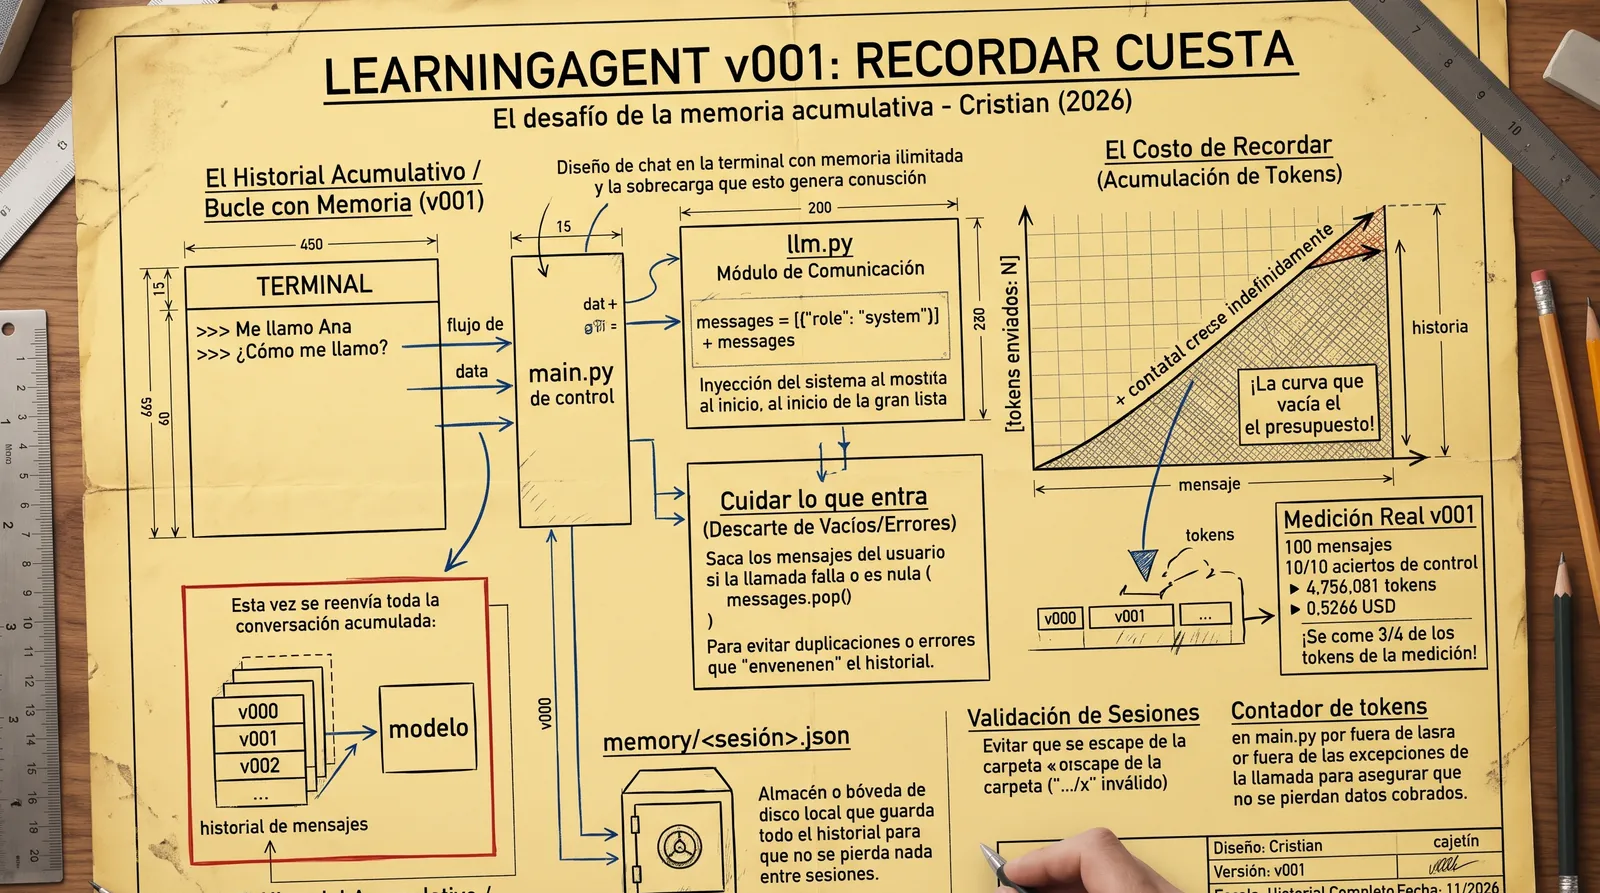 LEARNINGAGENT v001: RECORDAR CUESTA
El desafío de la memoria acumulativa - Cristian (2026)
El Historial Acumulativo /
Bucle con Memoria (v001)
450
15
60
665
TERMINAL
>>> Me llamo Ana
>>> ¿Cómo me llamo?
flujo de
data
Diseño de chat en la terminal con memoria ilimitada
y la sobrecarga que esto genera conusción
15
dat +
main.py
de control
200
230
llm.py
Módulo de Comunicación
messages = [{"role": "system")]
+ messages
Inyección del sistema al mostita
al inicio, al inicio de la gran lista
Cuidar lo que entra
(Descarte de Vacíos/Errores)
Saca los mensajes del usuario
si la llamada falla o es nula (
messages.pop()
)
Para evitar duplicaciones o errores
que "envenenen" el historial.
El Costo de Recordar
(Acumulación de Tokens)
[tokens enviados: N]
+ contatal crecse indefinidamente
¡La curva que
vacía el
el presupuesto!
historia
mensaje
tokens
v000
v001
...
Medición Real v001
100 mensajes
10/10 aciertos de control
▶ 4,756,081 tokens
▶ 0,5266 USD
¡Se come 3/4 de los
tokens de la medición!
Esta vez se reenvía toda la
conversación acumulada:
v000
v001
v002
...
modelo
historial de mensajes
v000
memory/<sesión>.json
Almacén o bóveda de
disco local que guarda
todo el historial para
que no se pierda nada
entre sesiones.
Validación de Sesiones
Evitar que se escape de la
carpeta « oıscape de la
carpeta (".../x" inválido)
Contador de tokens
en main.py por fuera de lasra
or fuera de las excepciones de
la llamada para asegurar que
no se pierdan datos cobrados.
Diseño: Cristian
cajetín
Versión: v001
Historial Completo Fecha: 11/2026